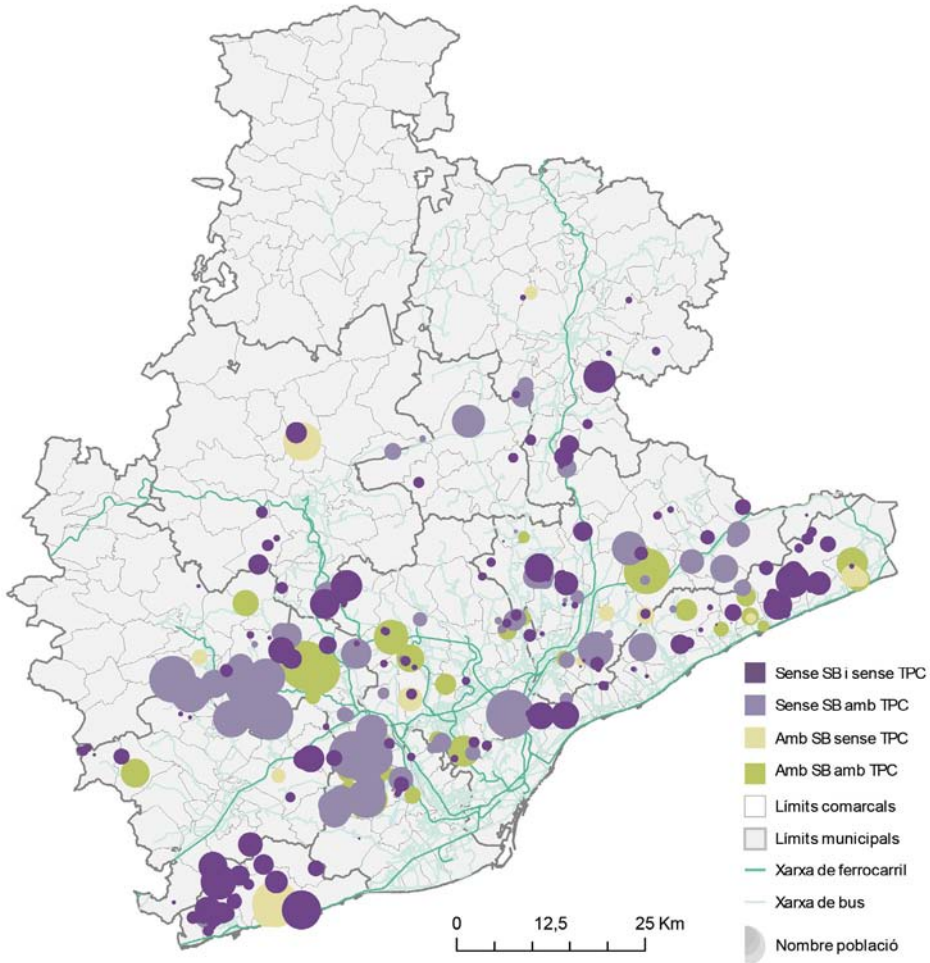 Sense SB i sense TPC
Sense SB amb TPC
Amb SB sense TPC
Amb SB amb TPC
Límits comarcals
Límits municipals
Xarxa de ferrocarril
Xarxa de bus
Nombre població
0 12,5 25 Km